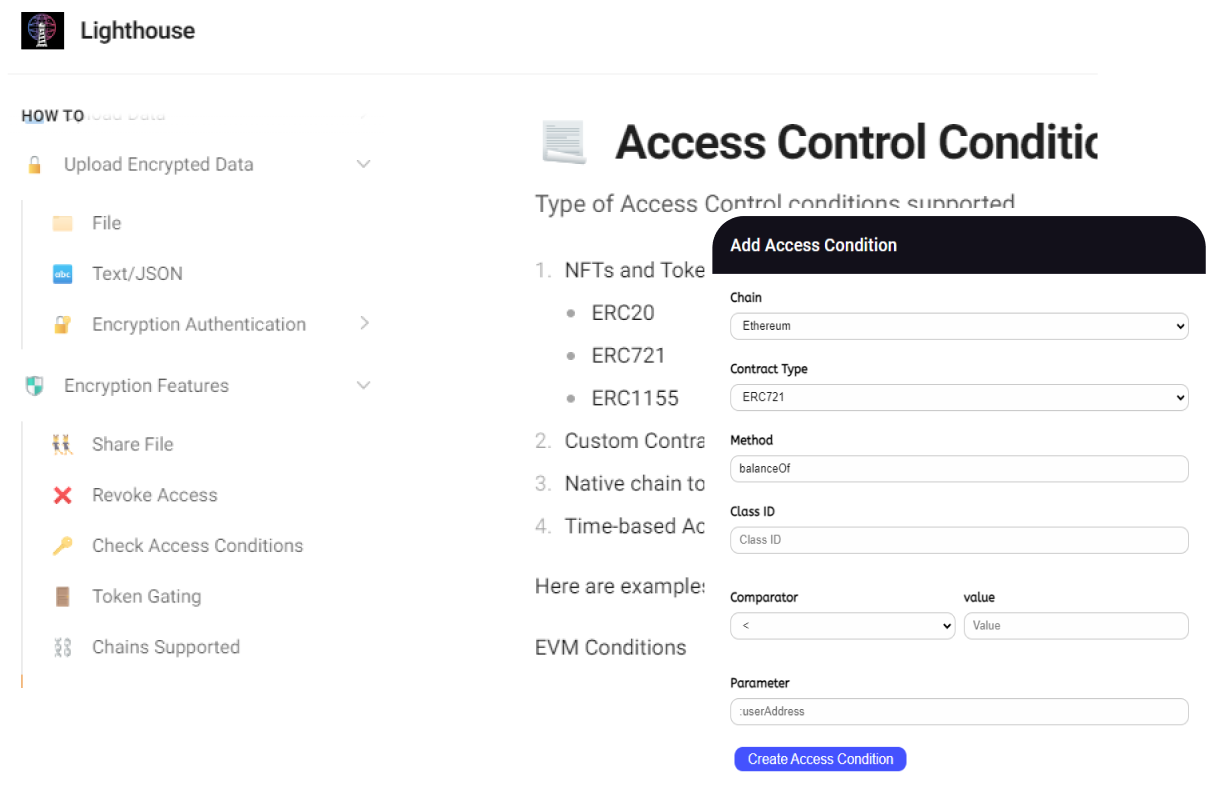 Lighthouse
HOW TO
Upload Encrypted Data
File
abc
Text/JSON
Encryption Authentication
Encryption Features
Share File
Revoke Access
Check Access Conditions
Token Gating
Chains Supported
Access Control Conditic
Type of Access Control conditions supported
1. NFTs and Toke
• ERC20
• ERC721
• ERC1155
2. Custom Contra
3. Native chain to
4. Time-based Ac
Here are examples
EVM Conditions
Add Access Condition
Chain
Ethereum
Contract Type
ERC721
Method
balanceOf
Class ID
Class ID
Comparator value
< Value
Parameter
:userAddress
Create Access Condition